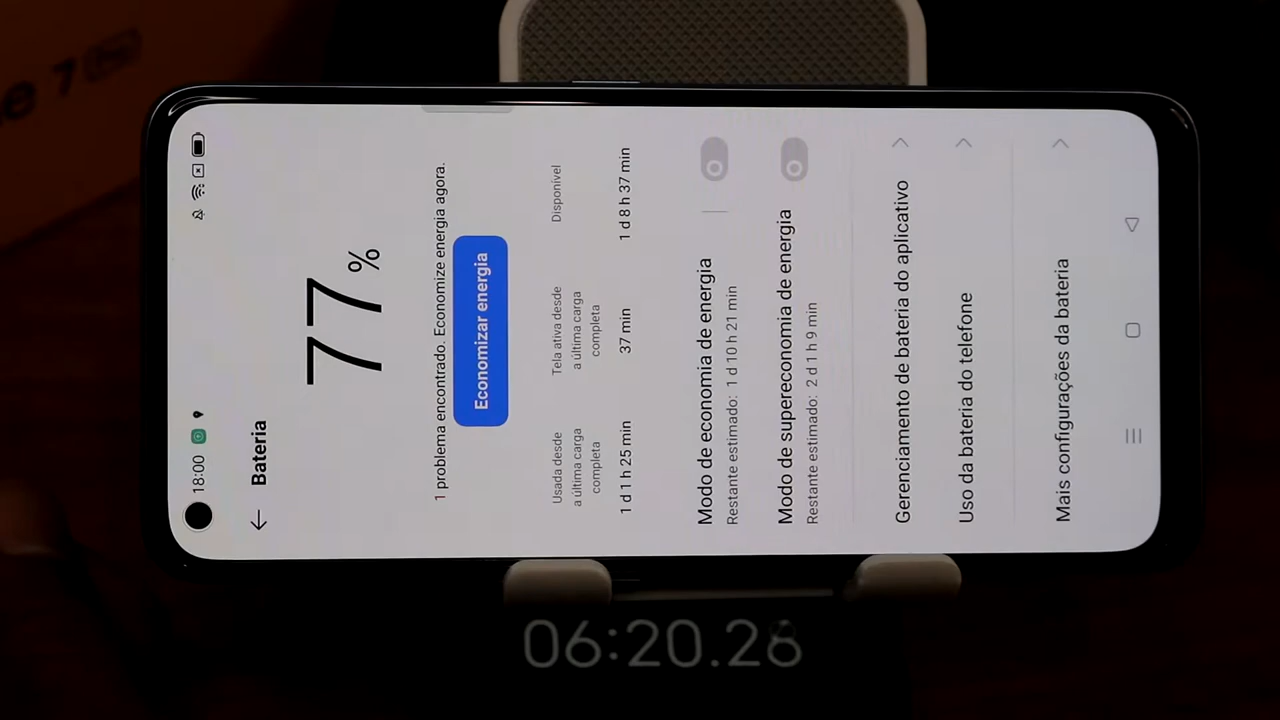 e 7 5G
18:00
Bateria
77%
1 problema encontrado. Economize energia agora.
Economizar energia
Usada desde
a última carga
completa
1 d 1 h 25 min
Tela ativa desde
a última carga
completa
37 min
Disponível
1 d 8 h 37 min
Modo de economia de energia
Restante estimado: 1 d 10 h 21 min
Modo de supereconomia de energia
Restante estimado: 2 d 1 h 9 min
Gerenciamento de bateria do aplicativo
Uso da bateria do telefone
Mais configurações da bateria
06:20.28